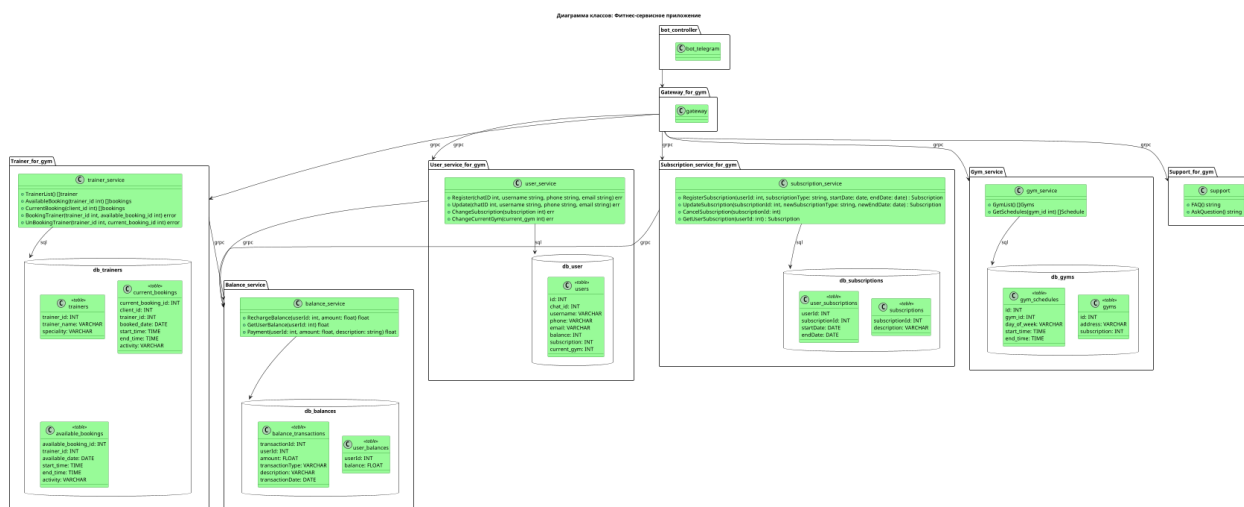 Диаграмма классов: Фитнес-сервисное приложение
bot_controller
C bot_telegram
Gateway_for_gym
C gateway
grpc
grpc
grpc
grpc
grpc
Trainer_for_gym
C trainer_service
TrainerList() []trainer
AvailableBooking(trainer_id int) []bookings
CurrentBooking(client_id int) []bookings
BookingTrainer(trainer_id int, available_booking_id int) error
UnBookingTrainer(trainer_id int, current_booking_id int) error
sql
db_trainers
C «table»
trainers
trainer_id: INT
trainer_name: VARCHAR
speciality: VARCHAR
C «table»
current_bookings
current_booking_id: INT
client_id: INT
trainer_id: INT
booked_date: DATE
start_time: TIME
end_time: TIME
activity: VARCHAR
C «table»
available_bookings
available_booking_id: INT
trainer_id: INT
available_date: DATE
start_time: TIME
end_time: TIME
activity: VARCHAR
User_service_for_gym
C user_service
Register(chatID int, username string, phone string, email string) err
Update(chatID int, username string, phone string, email string) err
ChangeSubscription(subscription int) err
ChangeCurrentGym(current_gym int) err
sql
db_user
C «table»
users
id: INT
chat_id: INT
username: VARCHAR
phone: VARCHAR
email: VARCHAR
balance: INT
subscription: INT
current_gym: INT
grpc
grpc
grpc
Balance_service
C balance_service
RechargeBalance(userId: int, amount: float) float
GetUserBalance(userId: int) float
Payment(userId: int, amount: float, description: string) float
db_balances
C «table»
balance_transactions
transactionId: INT
userId: INT
amount: FLOAT
transactionType: VARCHAR
description: VARCHAR
transactionDate: DATE
C «table»
user_balances
userId: INT
balance: FLOAT
Subscription_service_for_gym
C subscription_service
RegisterSubscription(userId: int, subscriptionType: string, startDate: date, endDate: date) : Subscription
UpdateSubscription(subscriptionId: int, newSubscriptionType: string, newEndDate: date) : Subscription
CancelSubscription(subscriptionId: int)
GetUserSubscription(userId: int) : Subscription
sql
db_subscriptions
C «table»
user_subscriptions
userId: INT
subscriptionId: INT
startDate: DATE
endDate: DATE
C «table»
subscriptions
subscriptionId: INT
description: VARCHAR
Gym_service
C gym_service
GymList() []Gyms
GetSchedules(gym_id int) []Schedule
sql
db_gyms
C «table»
gym_schedules
id: INT
gym_id: INT
day_of_week: VARCHAR
start_time: TIME
end_time: TIME
C «table»
gyms
id: INT
address: VARCHAR
subscription: INT
Support_for_gym
C support
FAQ() string
AskQuestion() string